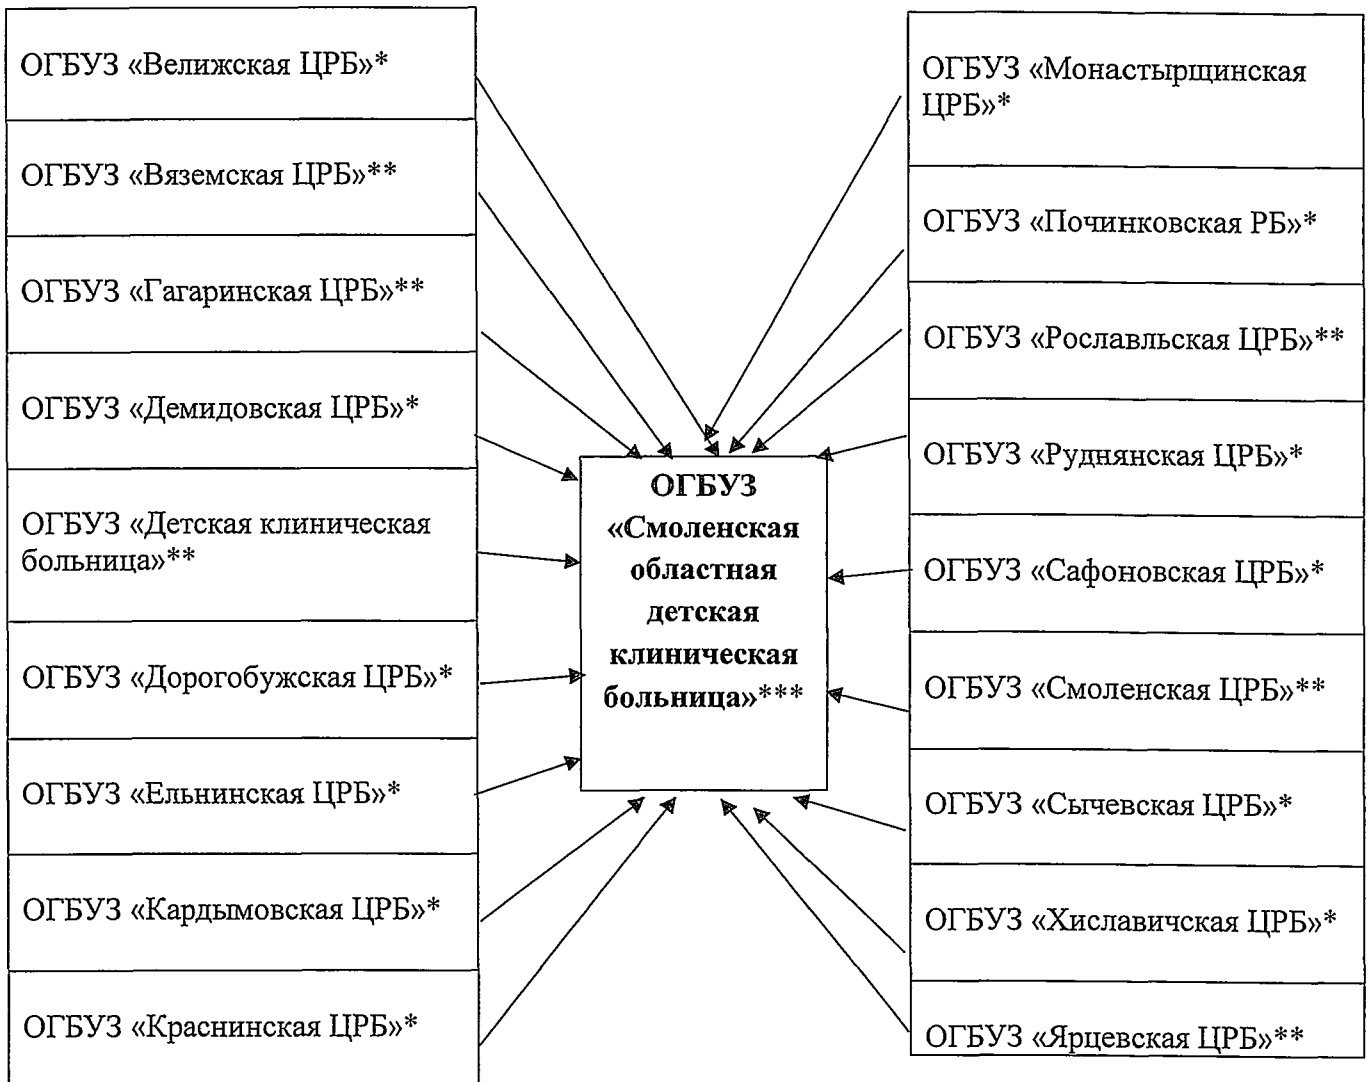 ОГБУЗ «Велижская ЦРБ»*
ОГБУЗ «Вяземская ЦРБ»**
ОГБУЗ «Гагаринская ЦРБ»**
ОГБУЗ «Демидовская ЦРБ»*
ОГБУЗ «Детская клиническая
больница»**
ОГБУЗ «Дорогобужская ЦРБ»*
ОГБУЗ «Ельнинская ЦРБ»*
ОГБУЗ «Кардымовская ЦРБ»*
ОГБУЗ «Краснинская ЦРБ»*
ОГБУЗ
«Смоленская
областная
детская
клиническая
больница»***
ОГБУЗ «Монастырщинская
ЦРБ»*
ОГБУЗ «Починковская РБ»*
ОГБУЗ «Рославльская ЦРБ»**
ОГБУЗ «Руднянская ЦРБ»*
ОГБУЗ «Сафоновская ЦРБ»*
ОГБУЗ «Смоленская ЦРБ»**
ОГБУЗ «Сычевская ЦРБ»*
ОГБУЗ «Хиславичская ЦРБ»*
ОГБУЗ «Ярцевская ЦРБ»**